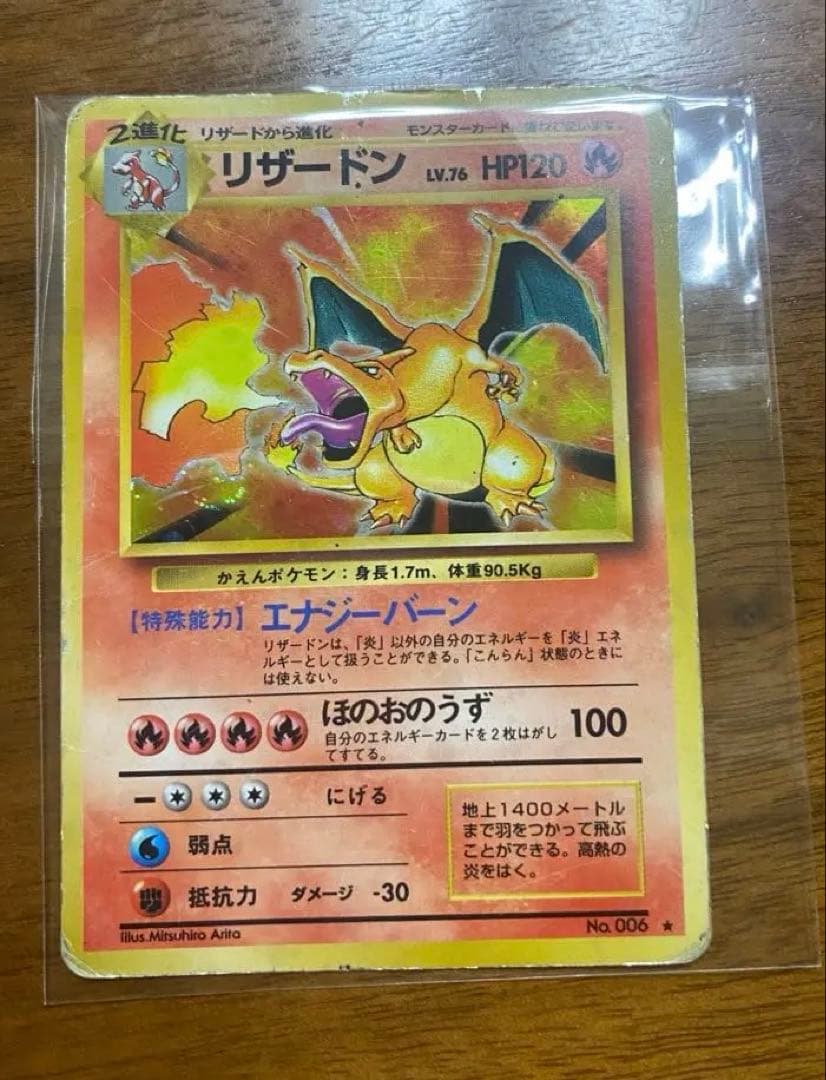 2進化 リザードから進化 モンスターカード
リザードン LV.76 HP120
かえんポケモン：身長1.7m、体重90.5Kg
【特殊能力】エナジーバーン
リザードンは、「炎」以外の自分のエネルギーを「炎」エネ
ルギーとして扱うことができる。「こんらん」状態のときに
は使えない。
ほのおのうず 100
自分のエネルギーカードを2枚はがし
てすてる。
にげる
弱点
抵抗力 ダメージ -30
地上1400メートル
まで羽をつかって飛ぶ
ことができる。高熱の
炎をはく。
Illus. Mitsuhiro Arita No. 006 ★